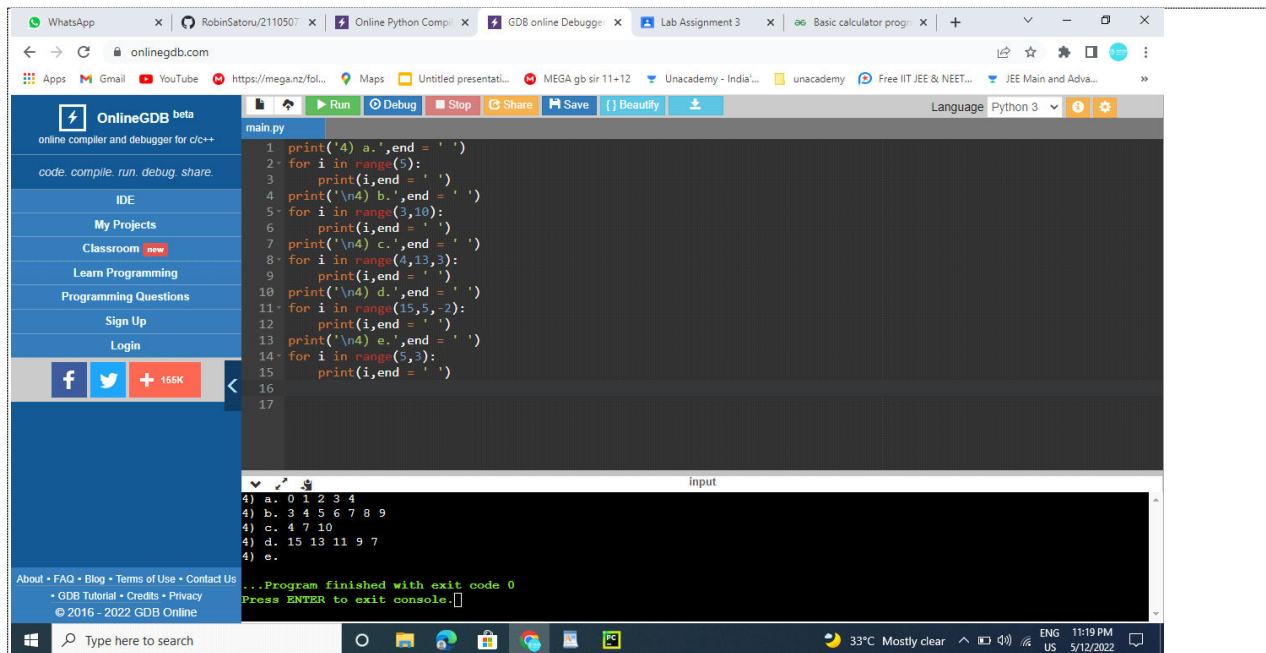 WhatsApp RobinSatoru/2110507 Online Python Compil GDB online Debugger Lab Assignment 3 Basic calculator progr
onlinegdb.com
Apps Gmail YouTube https://mega.nz/fol... Maps Untitled presentati... MEGA gb sir 11+12 Unacademy - India'... unacademy Free IIT JEE & NEET... JEE Main and Adva... »
OnlineGDB beta
online compiler and debugger for c/c++
code. compile. run. debug. share.
IDE
My Projects
Classroom new
Learn Programming
Programming Questions
Sign Up
Login
f + 165K
Run Debug Stop Share Save {} Beautify Language Python 3
main.py
1 print('4) a.',end = ' ')
2 for i in range(5):
3     print(i,end = ' ')
4 print('\n4) b.',end = ' ')
5 for i in range(3,10):
6     print(i,end = ' ')
7 print('\n4) c.',end = ' ')
8 for i in range(4,13,3):
9     print(i,end = ' ')
10 print('\n4) d.',end = ' ')
11 for i in range(15,5,-2):
12     print(i,end = ' ')
13 print('\n4) e.',end = ' ')
14 for i in range(5,3):
15     print(i,end = ' ')
16
17
input
4) a. 0 1 2 3 4
4) b. 3 4 5 6 7 8 9
4) c. 4 7 10
4) d. 15 13 11 9 7
4) e.
...Program finished with exit code 0
Press ENTER to exit console.
About • FAQ • Blog • Terms of Use • Contact Us
• GDB Tutorial • Credits • Privacy
© 2016 - 2022 GDB Online
Type here to search
PC
33°C Mostly clear
ENG
US
11:19 PM
5/12/2022